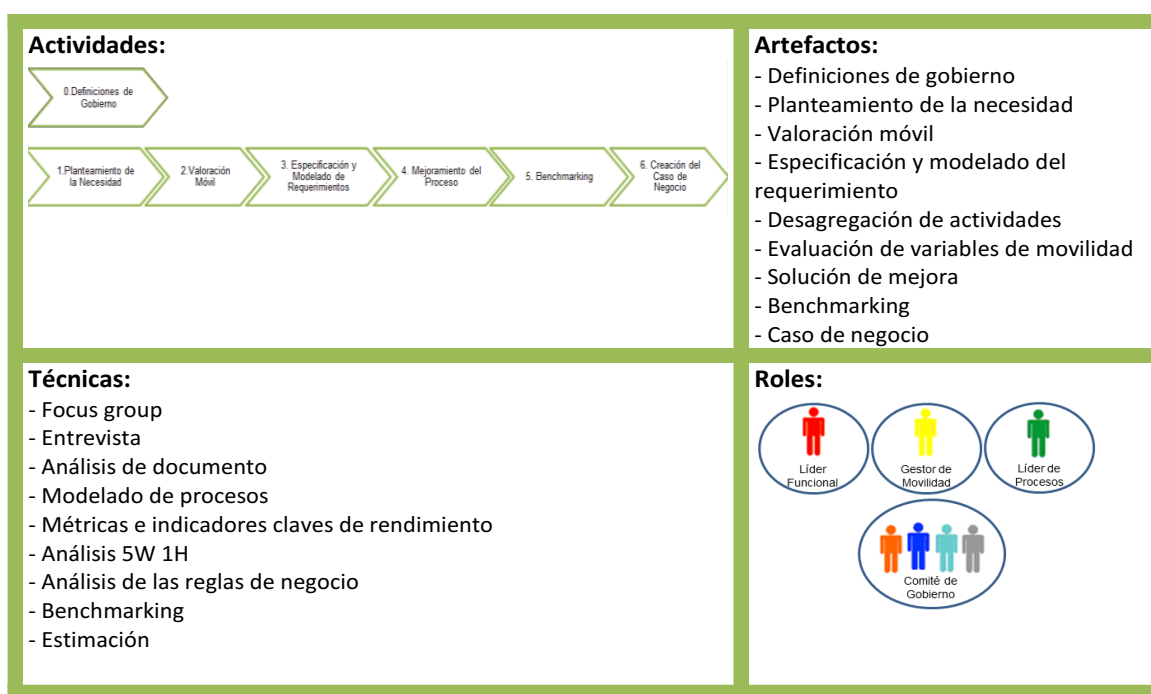 Actividades:
0.Definiciones de
Gobierno
1.Planteamiento de
la Necesidad
2.Valoración
Móvil
3. Especificación y
Modelado de
Requerimientos
4. Mejoramiento del
Proceso
5. Benchmarking
6. Creación del
Caso de
Negocio
Artefactos:
- Definiciones de gobierno
- Planteamiento de la necesidad
- Valoración móvil
- Especificación y modelado del
requerimiento
- Desagregación de actividades
- Evaluación de variables de movilidad
- Solución de mejora
- Benchmarking
- Caso de negocio
Técnicas:
- Focus group
- Entrevista
- Análisis de documento
- Modelado de procesos
- Métricas e indicadores claves de rendimiento
- Análisis 5W 1H
- Análisis de las reglas de negocio
- Benchmarking
- Estimación
Roles:
Líder
Funcional
Gestor de
Movilidad
Líder de
Procesos
Comité de
Gobierno